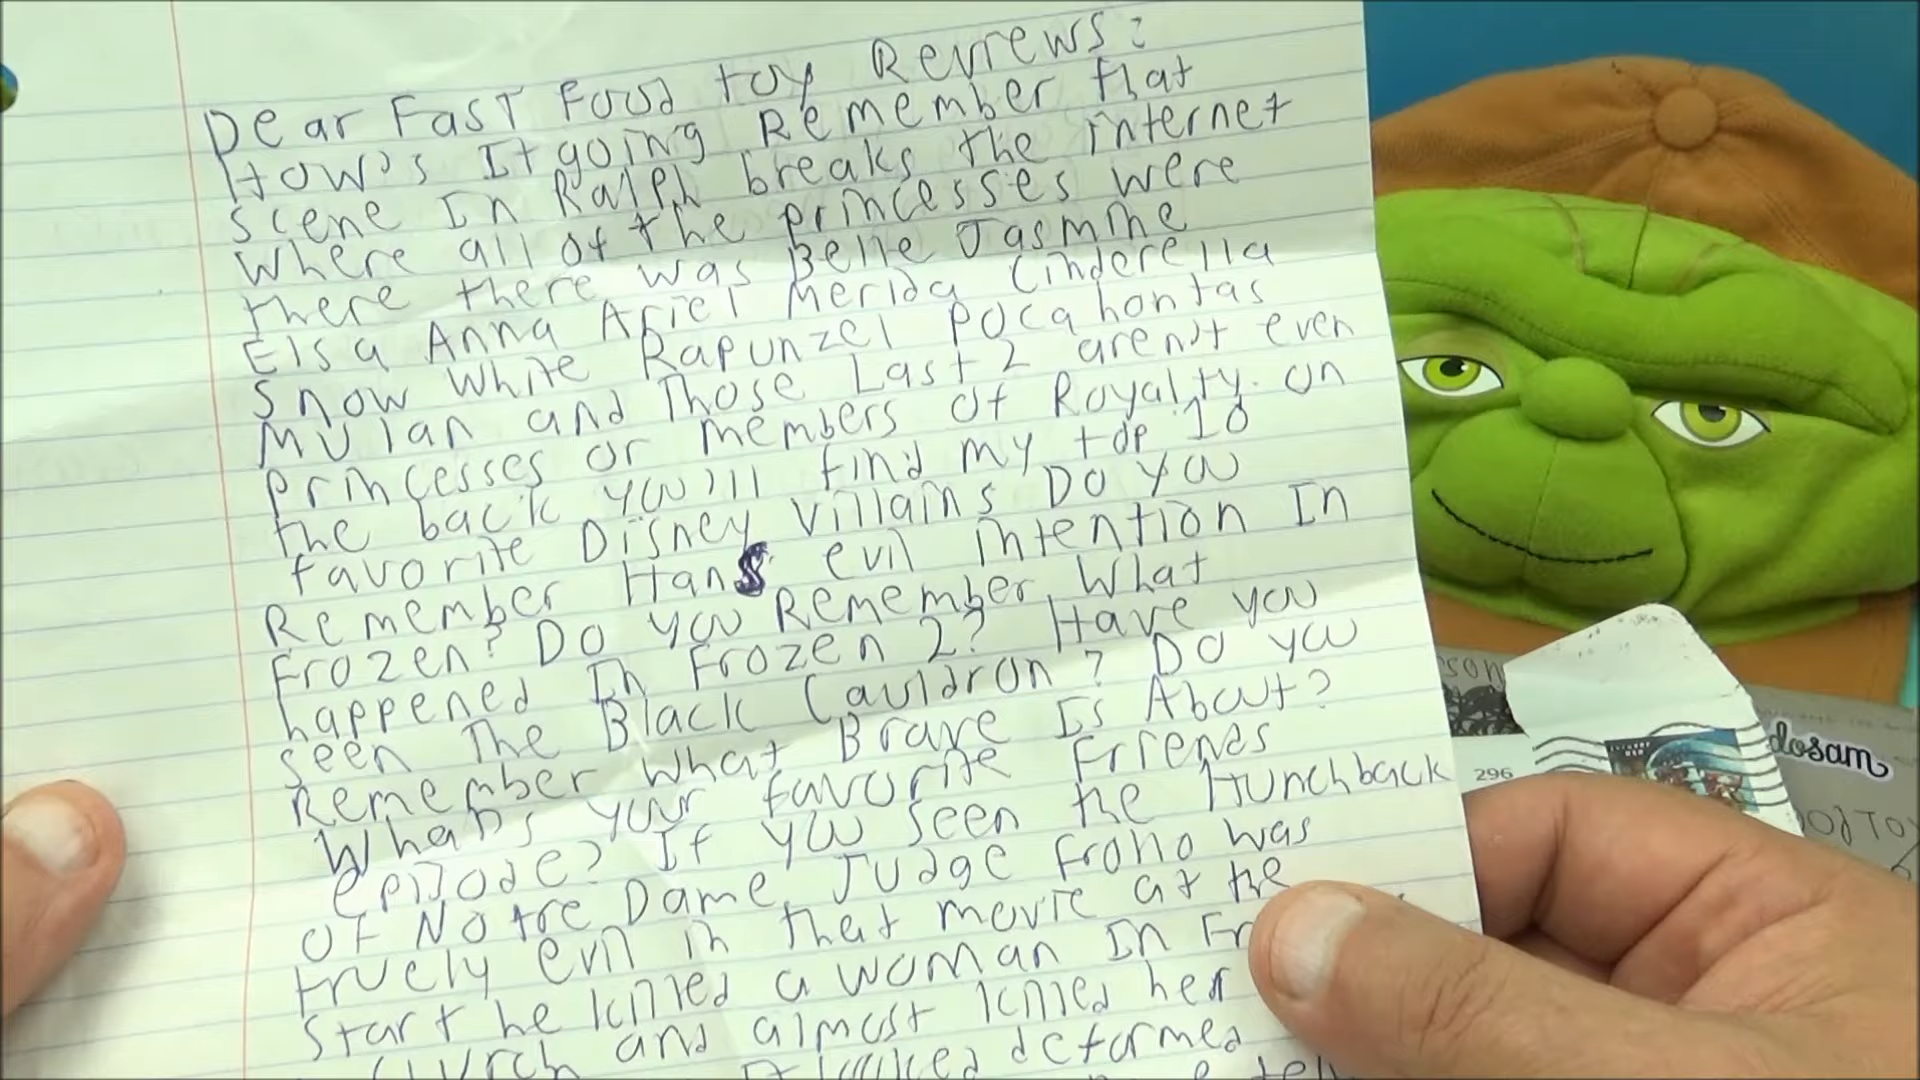 Dear Fast Food toy Reviews:
How's It going Remember that
scene In Ralph breaks the internet
where all of the princesses were
there there was Belle Jasmine
Elsa Anna Ariel Merida Cinderella
Snow White Rapunzel Pocahontas
Mulan and Those Last 2 aren't even
princesses or members of Royalty. on
the back you'll find my top 10
favorite Disney villains Do you
Remember Hans evil intention In
Frozen? Do you Remember What
happened In Frozen 2? Have you
seen The Black Cauldron? Do you
Remember what Brave Is About?
What's your favorite Friends
episode? If you seen the Hunchback
Of Notre Dame, Judge Frollo was
truely evil in that movie at the
start he killed a woman In
and almost killed her
deformed
296
dosam